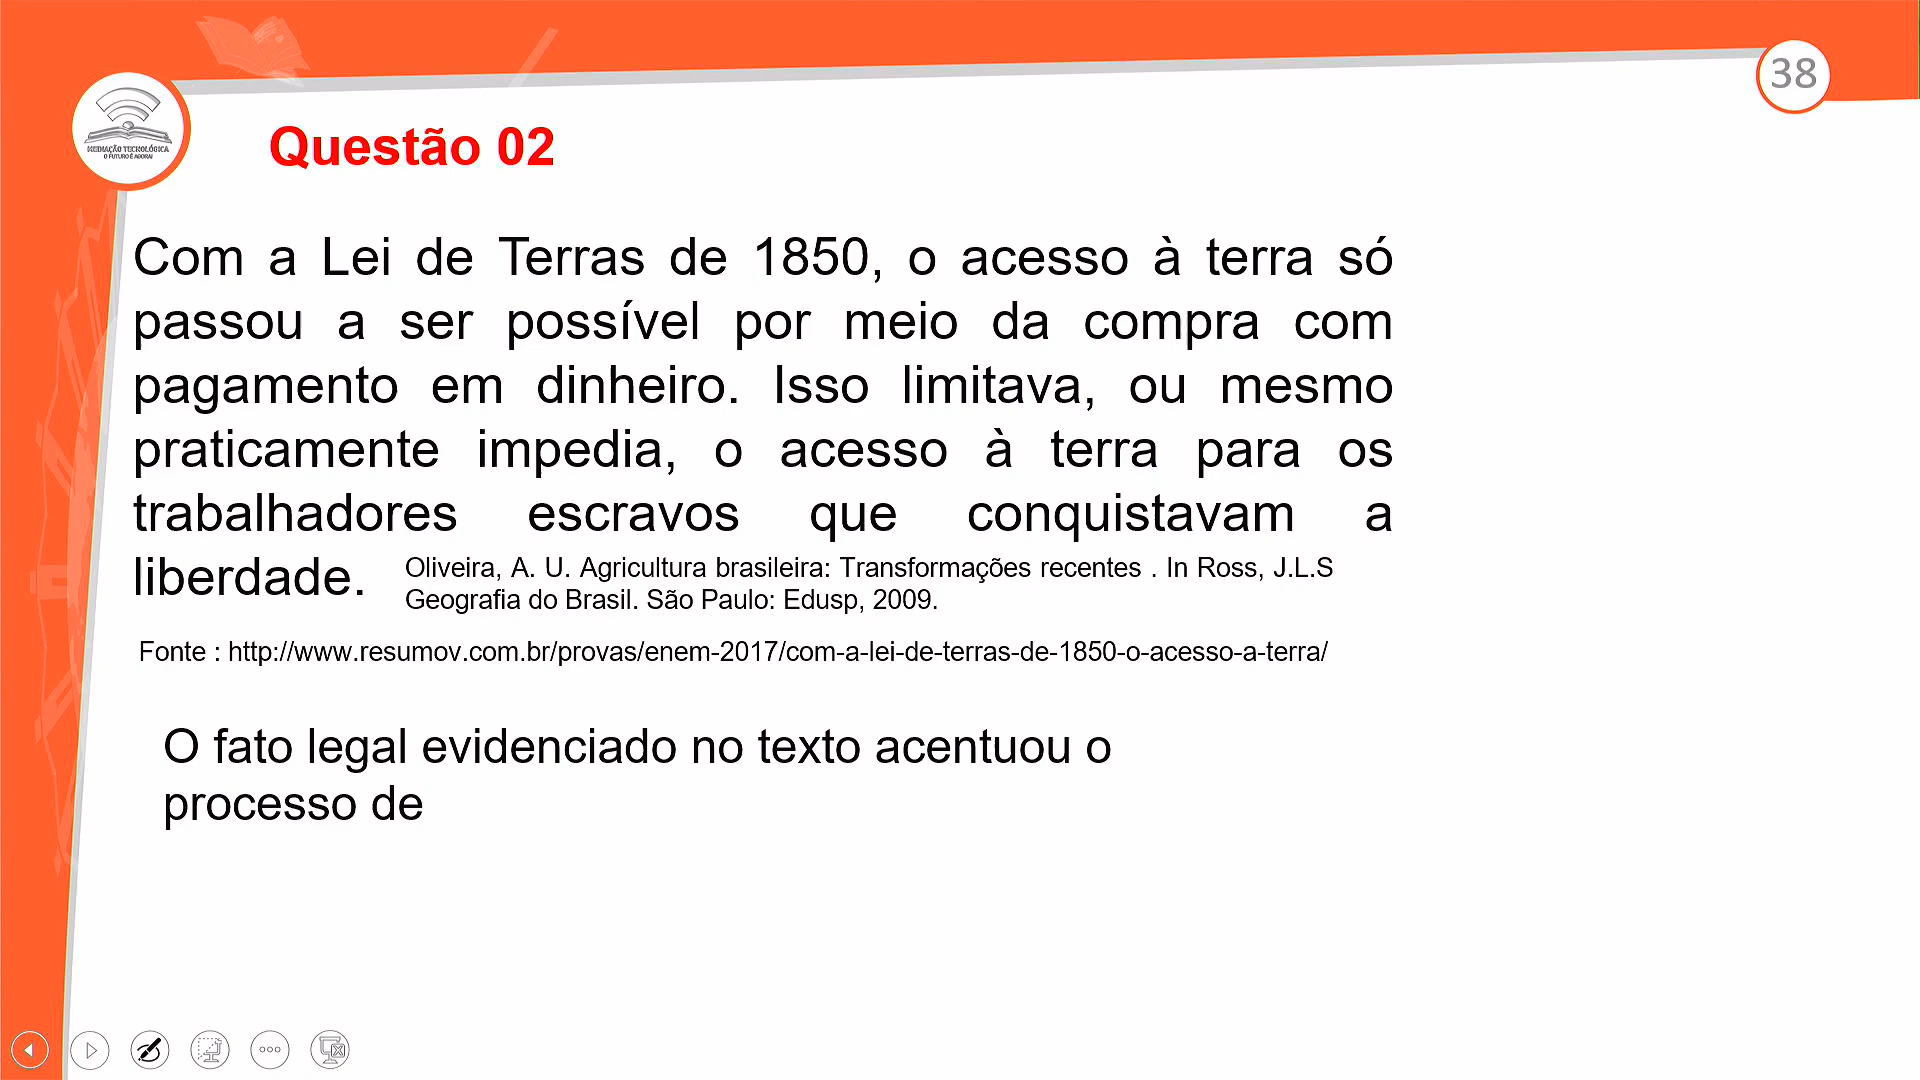 38
MEDIAÇÃO TECNOLÓGICA
O FUTURO É AGORA!
Questão 02
Com a Lei de Terras de 1850, o acesso à terra só
passou a ser possível por meio da compra com
pagamento em dinheiro. Isso limitava, ou mesmo
praticamente impedia, o acesso à terra para os
trabalhadores escravos que conquistavam a
liberdade.
Oliveira, A. U. Agricultura brasileira: Transformações recentes . In Ross, J.L.S
Geografia do Brasil. São Paulo: Edusp, 2009.
Fonte : http://www.resumov.com.br/provas/enem-2017/com-a-lei-de-terras-de-1850-o-acesso-a-terra/
O fato legal evidenciado no texto acentuou o
processo de